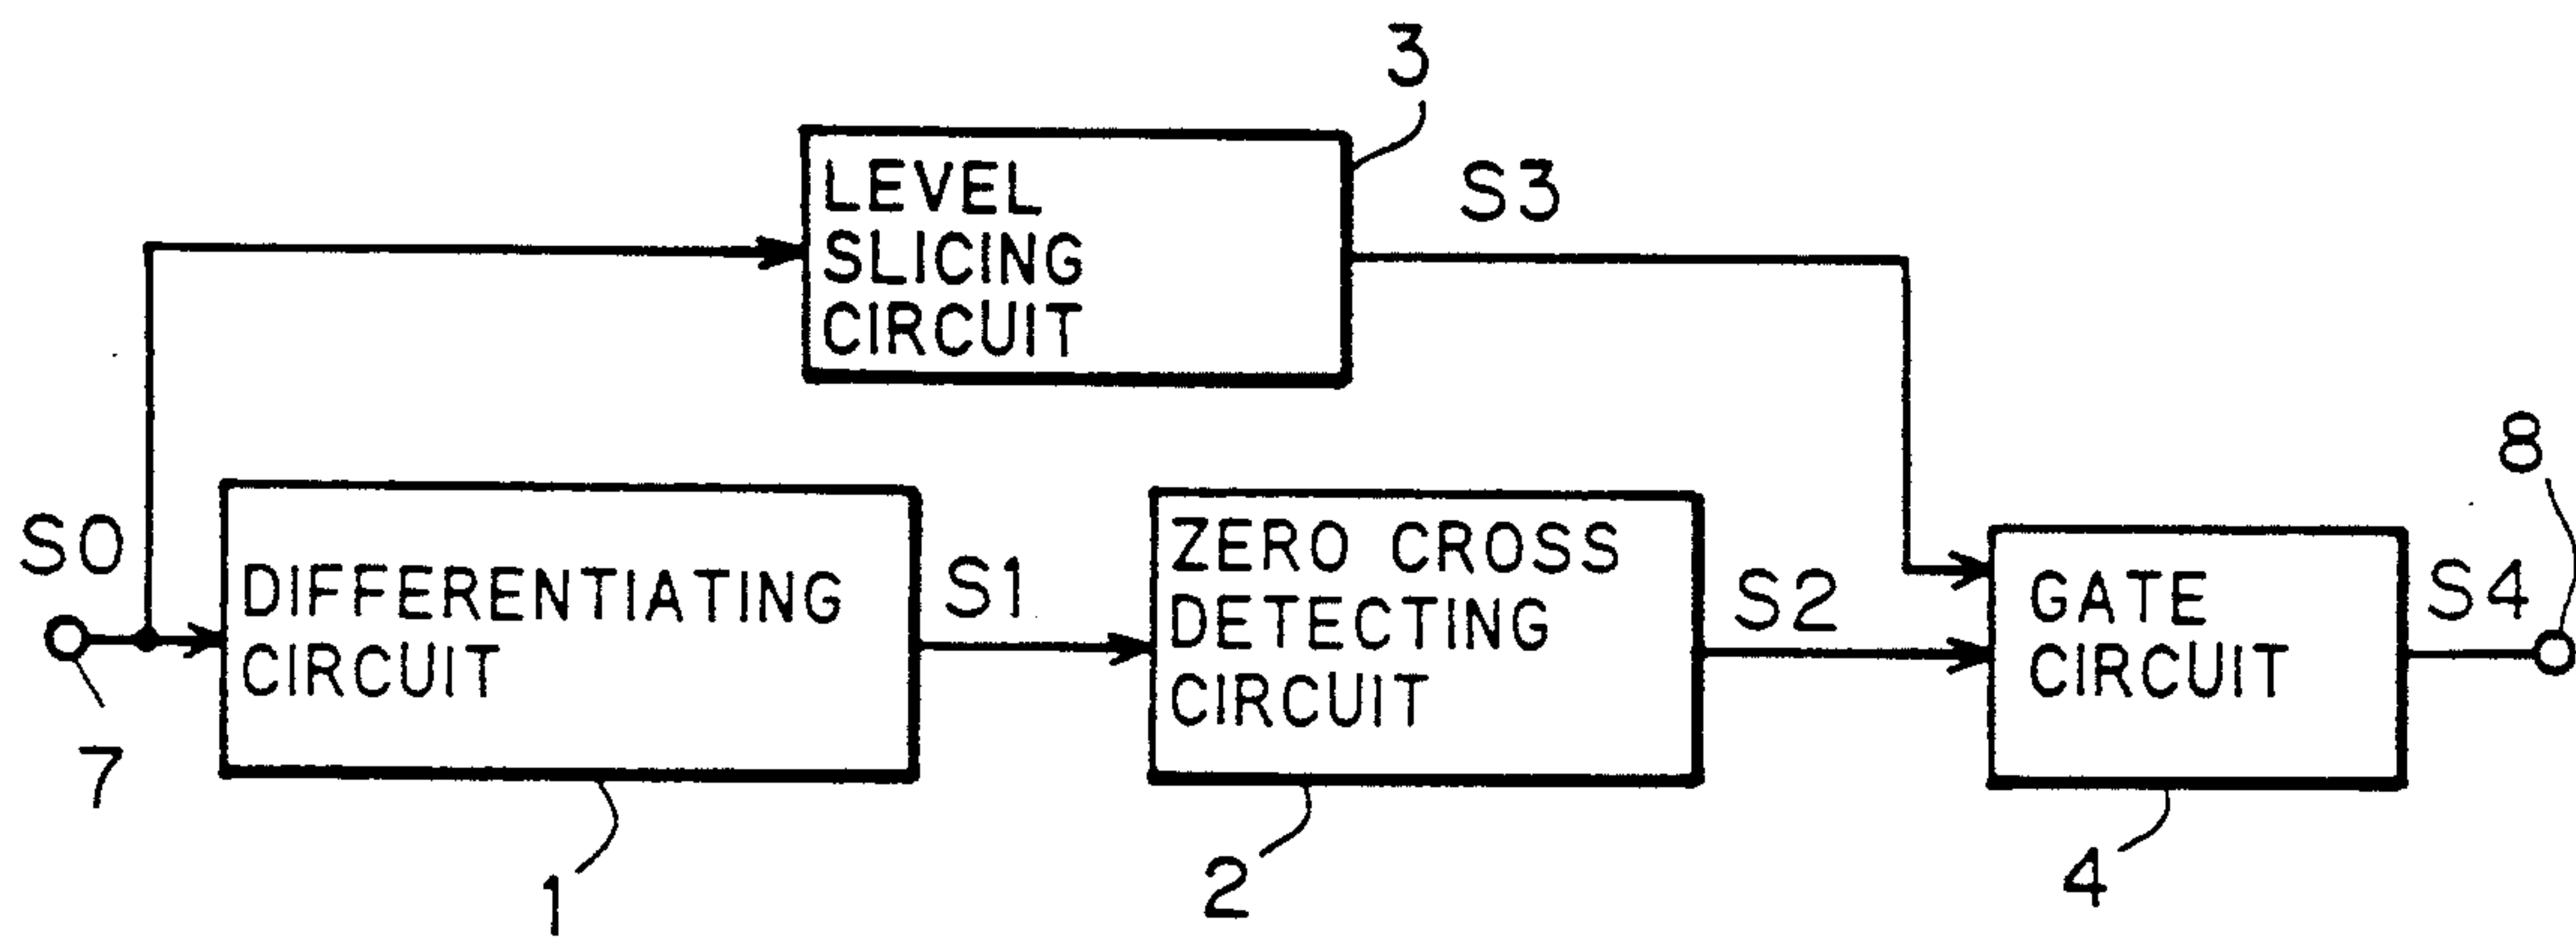 3
LEVEL
SLICING
CIRCUIT
S3
8
S0
DIFFERENTIATING
CIRCUIT
S1
ZERO CROSS
DETECTING
CIRCUIT
S2
GATE
CIRCUIT
S4
7
1
2
4